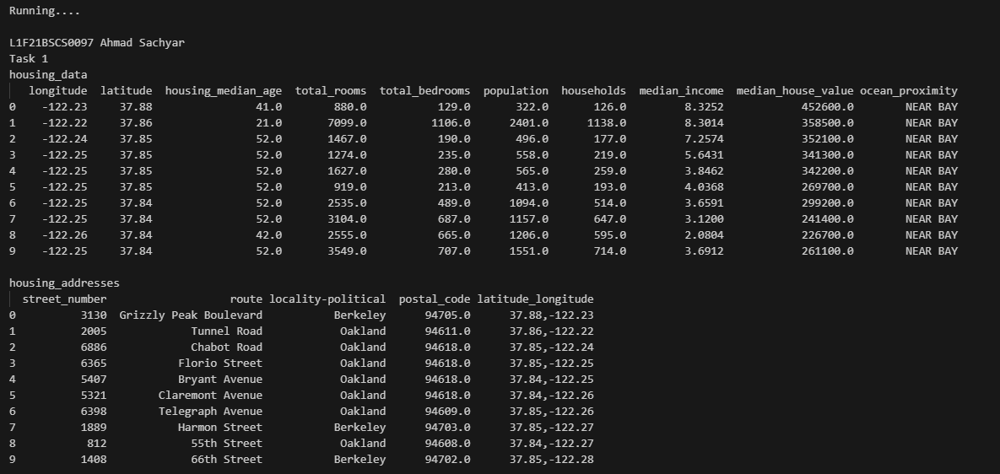 Running....
L1F21BSCS0097 Ahmad Sachyar
Task 1
housing_data
longitude latitude housing_median_age total_rooms total_bedrooms population households median_income median_house_value ocean_proximity
0 -122.23 37.88 41.0 880.0 129.0 322.0 126.0 8.3252 452600.0 NEAR BAY
1 -122.22 37.86 21.0 7099.0 1106.0 2401.0 1138.0 8.3014 358500.0 NEAR BAY
2 -122.24 37.85 52.0 1467.0 190.0 496.0 177.0 7.2574 352100.0 NEAR BAY
3 -122.25 37.85 52.0 1274.0 235.0 558.0 219.0 5.6431 341300.0 NEAR BAY
4 -122.25 37.85 52.0 1627.0 280.0 565.0 259.0 3.8462 342200.0 NEAR BAY
5 -122.25 37.85 52.0 919.0 213.0 413.0 193.0 4.0368 269700.0 NEAR BAY
6 -122.25 37.84 52.0 2535.0 489.0 1094.0 514.0 3.6591 299200.0 NEAR BAY
7 -122.25 37.84 52.0 3104.0 687.0 1157.0 647.0 3.1200 241400.0 NEAR BAY
8 -122.26 37.84 42.0 2555.0 665.0 1206.0 595.0 2.0804 226700.0 NEAR BAY
9 -122.25 37.84 52.0 3549.0 707.0 1551.0 714.0 3.6912 261100.0 NEAR BAY
housing_addresses
street_number route locality-political postal_code latitude_longitude
0 3130 Grizzly Peak Boulevard Berkeley 94705.0 37.88,-122.23
1 2005 Tunnel Road Oakland 94611.0 37.86,-122.22
2 6886 Chabot Road Oakland 94618.0 37.85,-122.24
3 6365 Florio Street Oakland 94618.0 37.85,-122.25
4 5407 Bryant Avenue Oakland 94618.0 37.84,-122.25
5 5321 Claremont Avenue Oakland 94618.0 37.84,-122.26
6 6398 Telegraph Avenue Oakland 94609.0 37.85,-122.26
7 1889 Harmon Street Berkeley 94703.0 37.85,-122.27
8 812 55th Street Oakland 94608.0 37.84,-122.27
9 1408 66th Street Berkeley 94702.0 37.85,-122.28